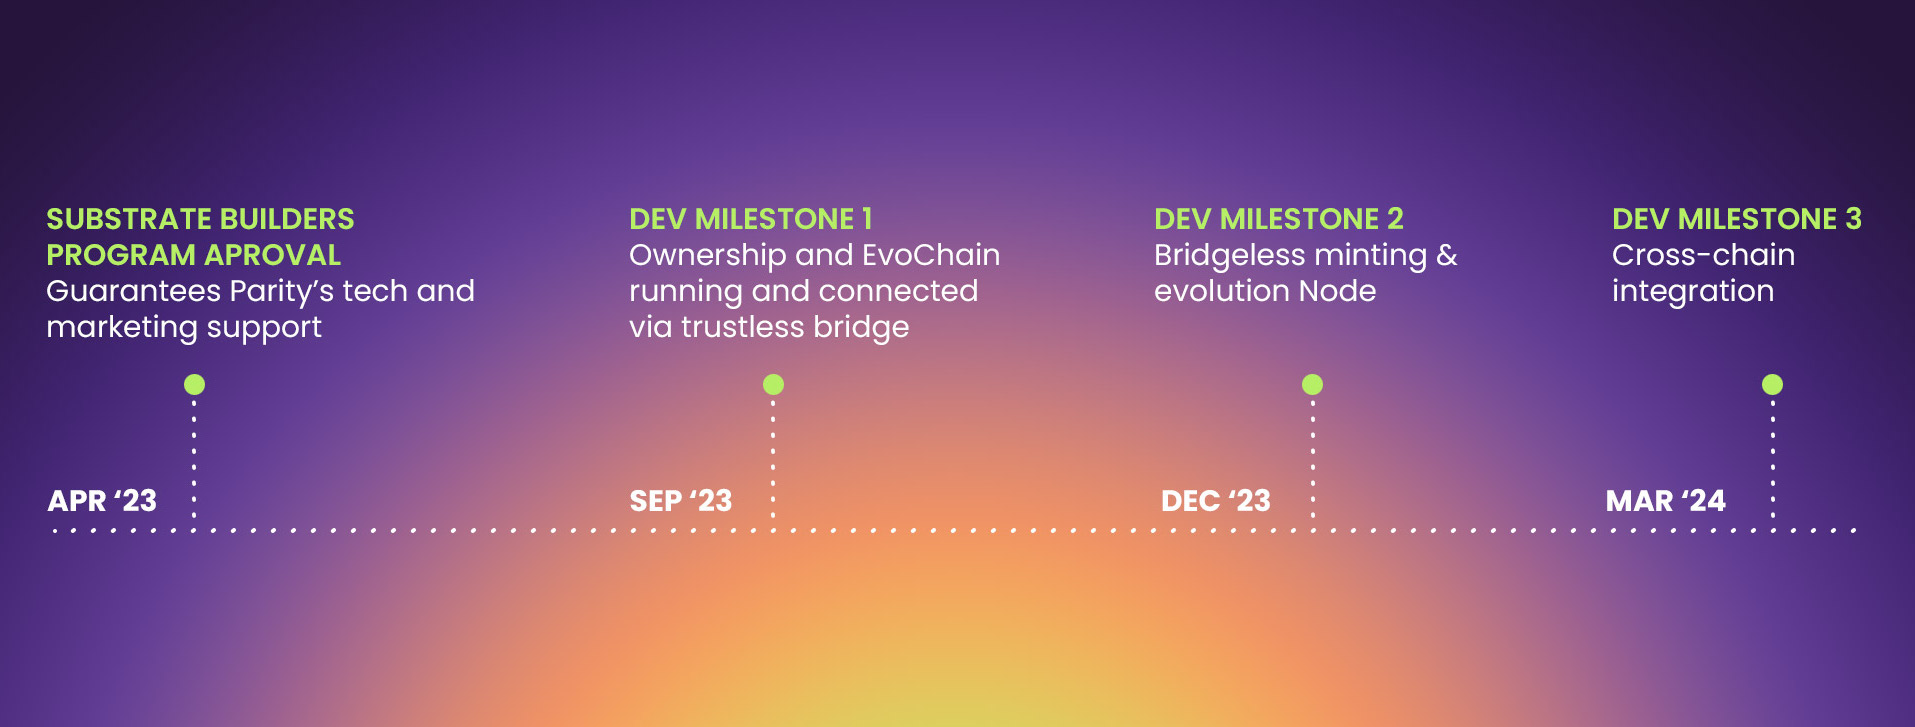 SUBSTRATE BUILDERS
PROGRAM APROVAL
Guarantees Parity’s tech and
marketing support
APR ‘23
DEV MILESTONE 1
Ownership and EvoChain
running and connected
via trustless bridge
SEP ‘23
DEV MILESTONE 2
Bridgeless minting &
evolution Node
DEC ‘23
DEV MILESTONE 3
Cross-chain
integration
MAR ‘24